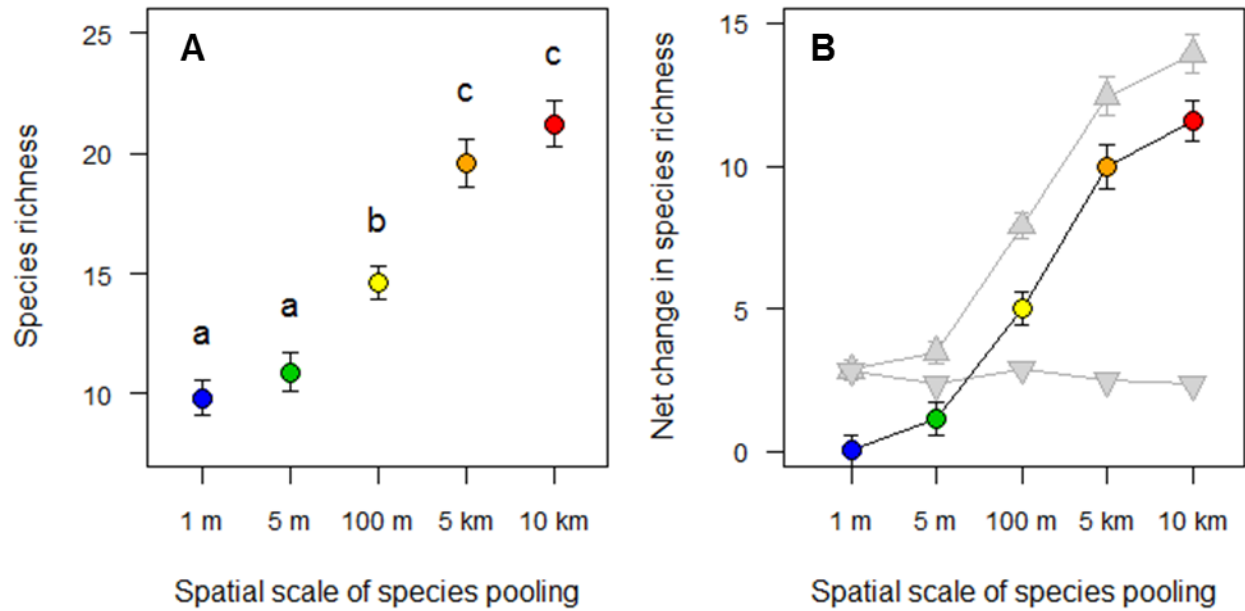 A
Species richness
25
20
15
10
a
a
b
c
c
1 m 5 m 100 m 5 km 10 km
Spatial scale of species pooling
B
Net change in species richness
15
10
5
0
1 m 5 m 100 m 5 km 10 km
Spatial scale of species pooling